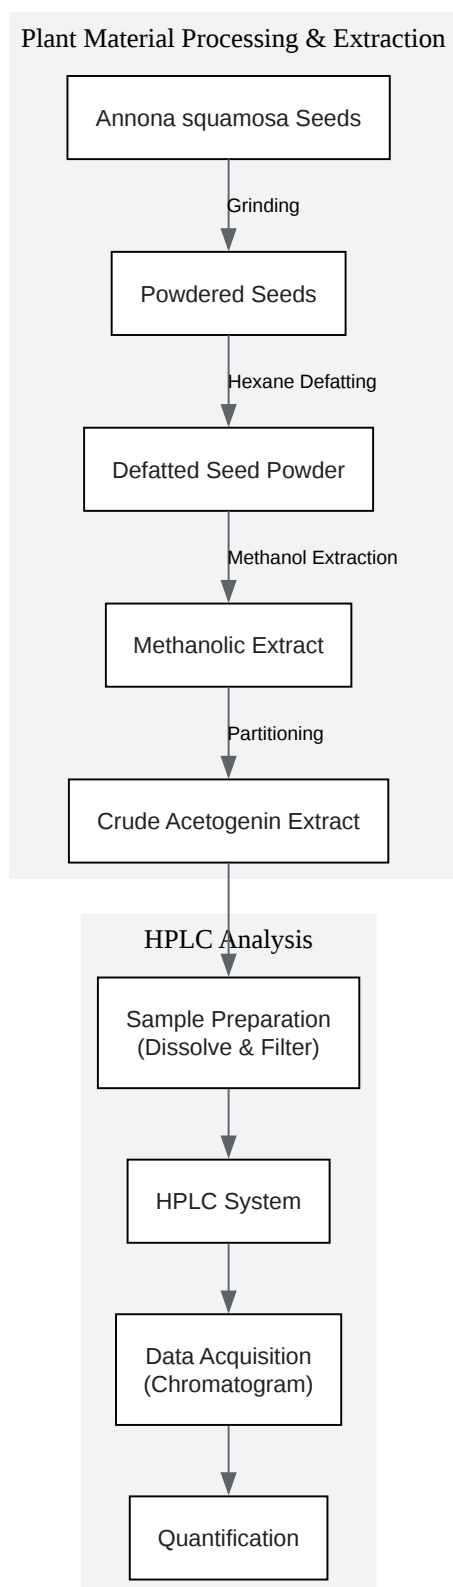 Plant Material Processing & Extraction
Annona squamosa Seeds
Grinding
Powdered Seeds
Hexane Defatting
Defatted Seed Powder
Methanol Extraction
Methanolic Extract
Partitioning
Crude Acetogenin Extract
HPLC Analysis
Sample Preparation
(Dissolve & Filter)
HPLC System
Data Acquisition
(Chromatogram)
Quantification